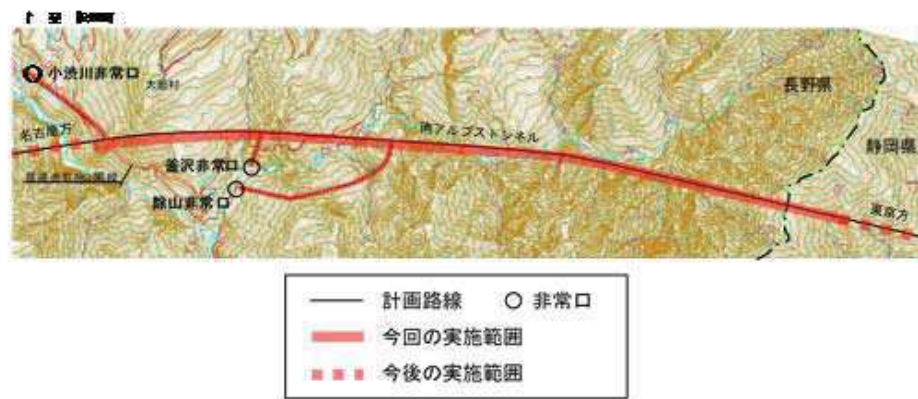 小渋川非常口
大鹿村
長野県
名古屋方
南アルプストンネル
静岡県
釜沢非常口
除山非常口
東京方
計画路線
非常口
今回の実施範囲
今後の実施範囲